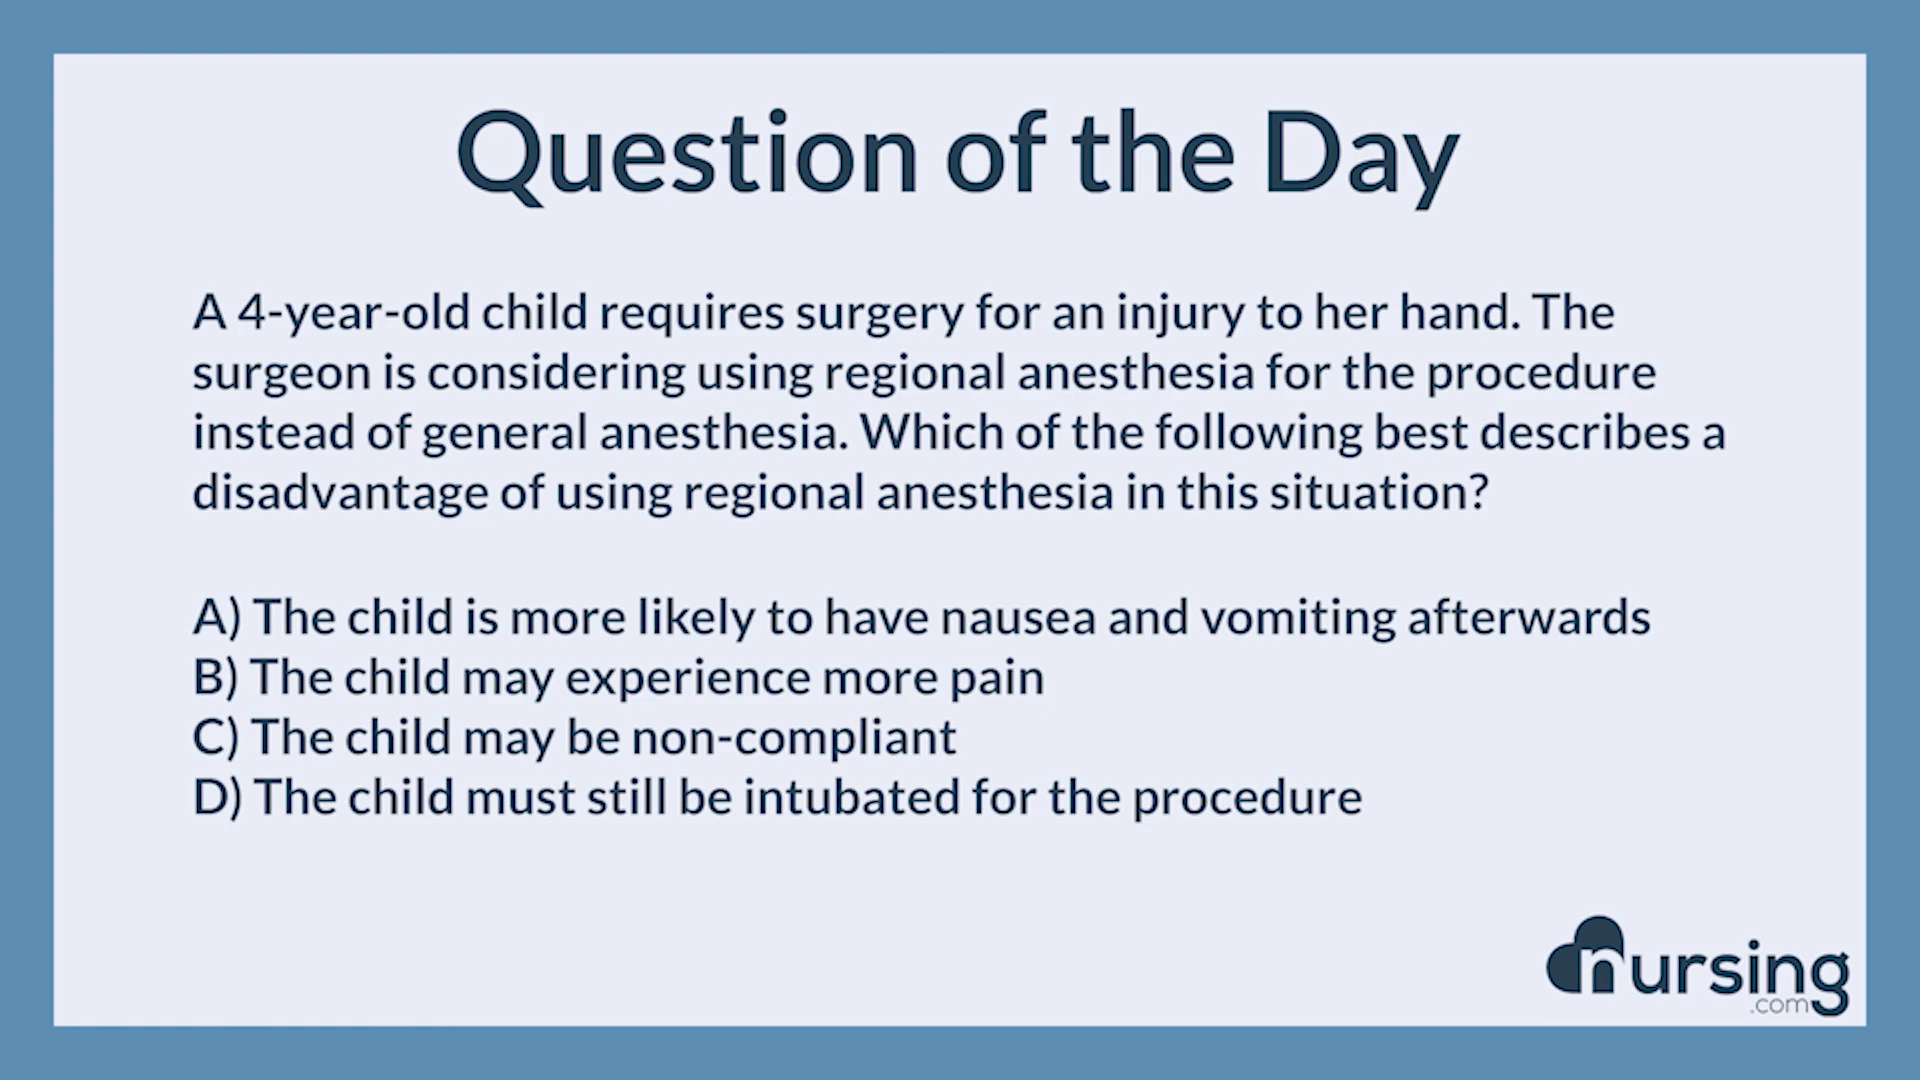 Question of the Day
A 4-year-old child requires surgery for an injury to her hand. The
surgeon is considering using regional anesthesia for the procedure
instead of general anesthesia. Which of the following best describes a
disadvantage of using regional anesthesia in this situation?
A) The child is more likely to have nausea and vomiting afterwards
B) The child may experience more pain
C) The child may be non-compliant
D) The child must still be intubated for the procedure
nursing
.com